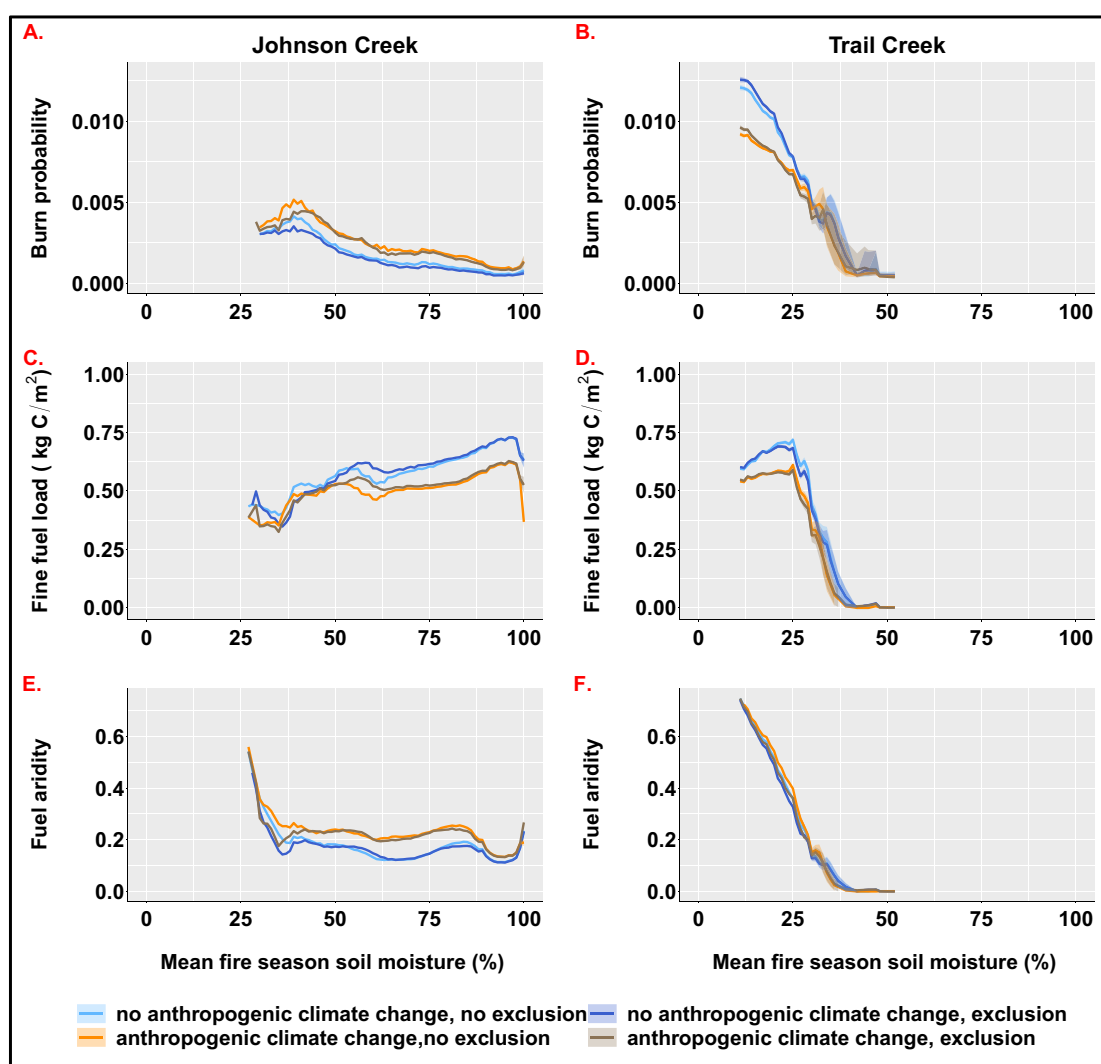 A.
Johnson Creek
B.
Trail Creek
Burn probability
0.010
0.005
0.000
0 25 50 75 100
Burn probability
0.010
0.005
0.000
0 25 50 75 100
C.
Fine fuel load ( kg C / m²)
1.00
0.75
0.50
0.25
0.00
0 25 50 75 100
D.
Fine fuel load ( kg C / m²)
1.00
0.75
0.50
0.25
0.00
0 25 50 75 100
E.
Fuel aridity
0.6
0.4
0.2
0.0
0 25 50 75 100
Mean fire season soil moisture (%)
F.
Fuel aridity
0.6
0.4
0.2
0.0
0 25 50 75 100
Mean fire season soil moisture (%)
no anthropogenic climate change, no exclusion
no anthropogenic climate change, exclusion
anthropogenic climate change,no exclusion
anthropogenic climate change, exclusion